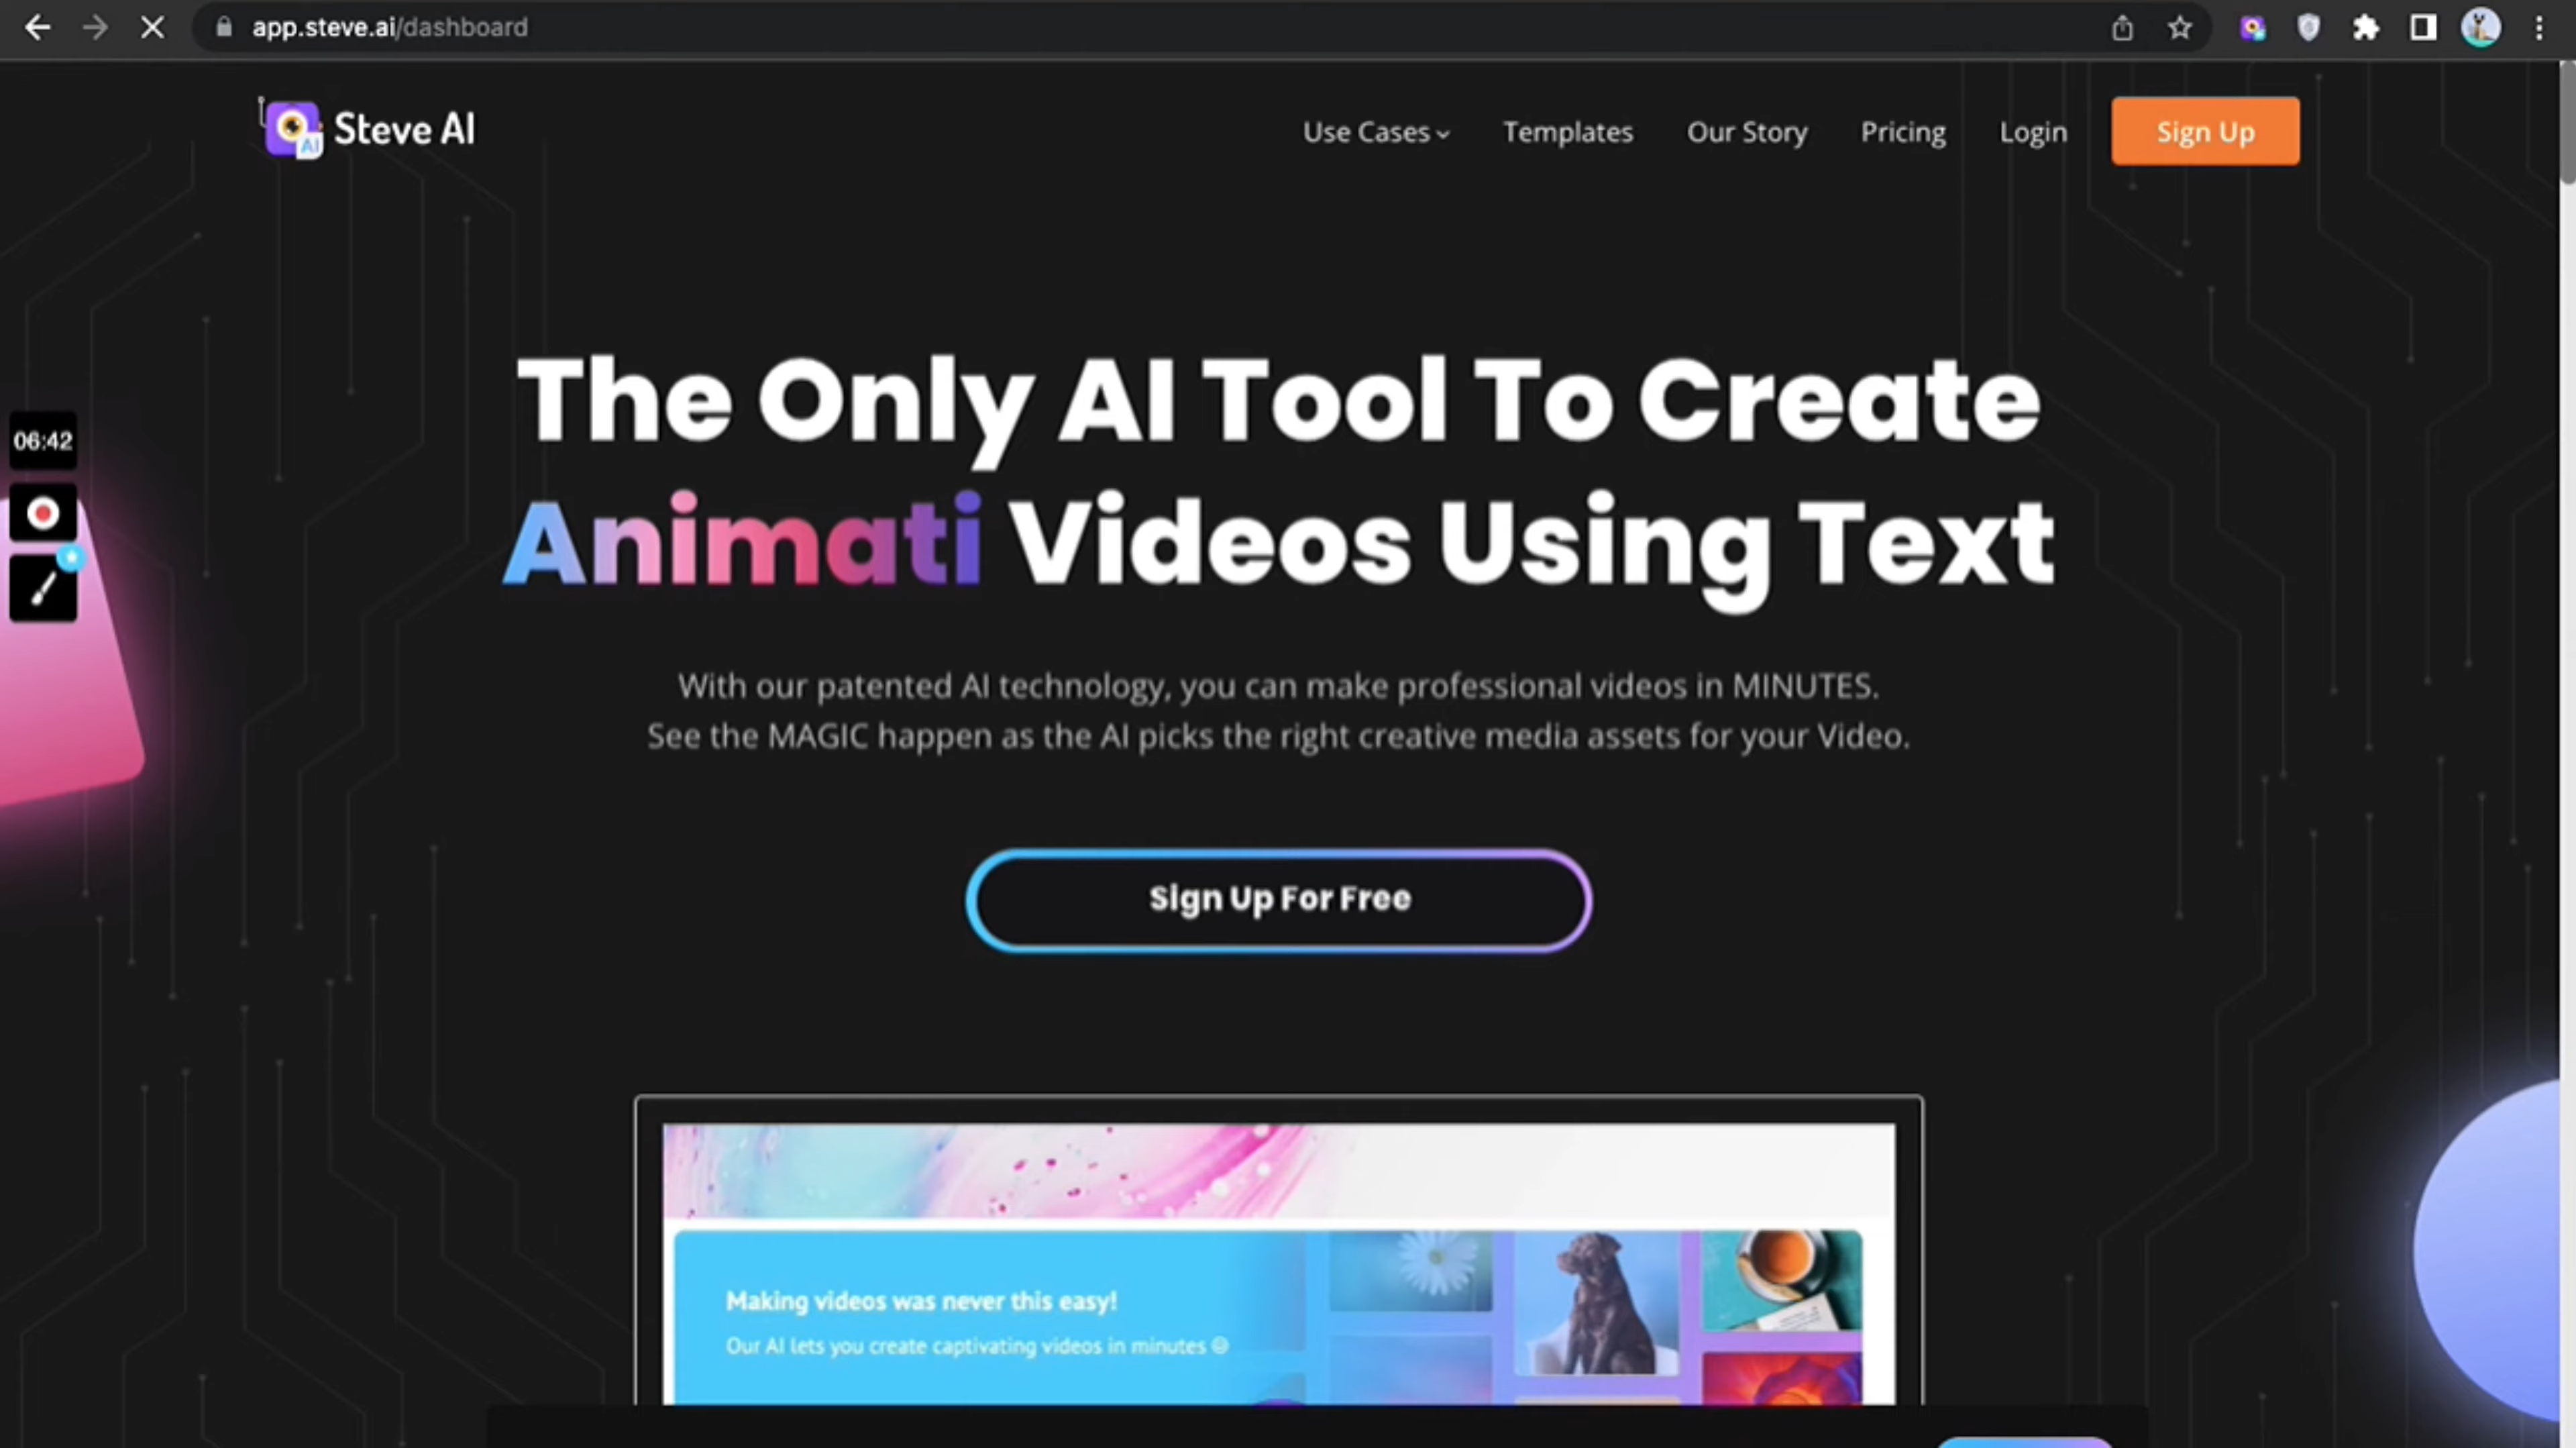 app.steve.ai/dashboard
AI
Steve AI
Use Cases
Templates
Our Story
Pricing
Login
Sign Up
The Only AI Tool To Create
Animati Videos Using Text
06:42
With our patented AI technology, you can make professional videos in MINUTES.
See the MAGIC happen as the AI picks the right creative media assets for your Video.
Sign Up For Free
Making videos was never this easy!
Our AI lets you create captivating videos in minutes